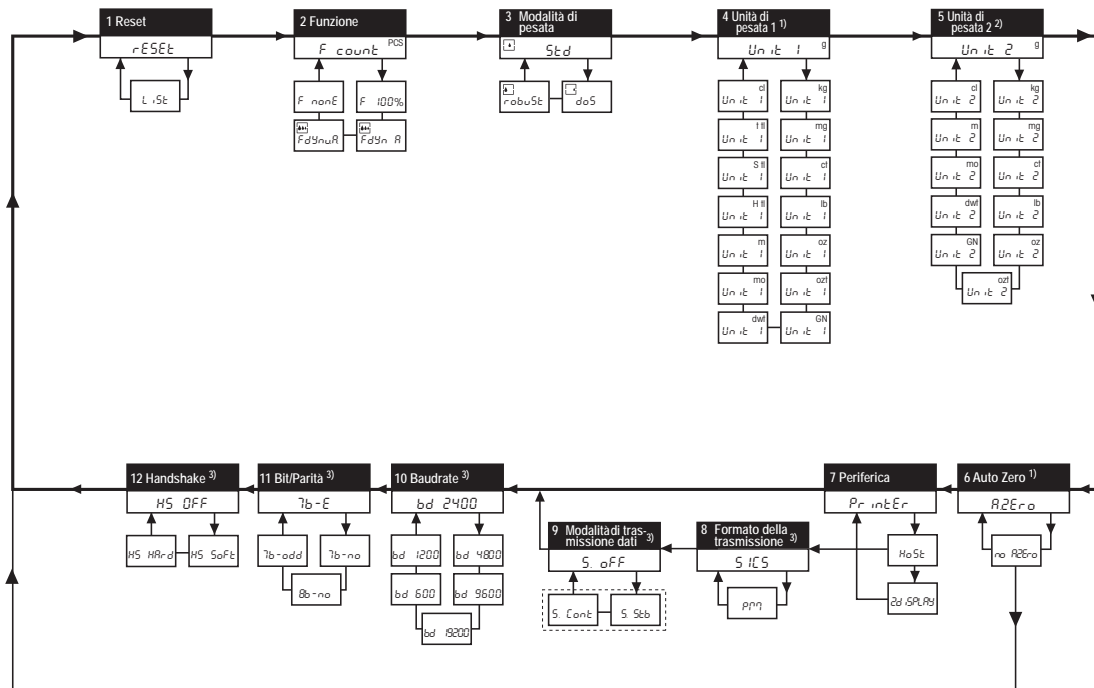 1 Reset
rESEt
LiSt
2 Funzione
PCS
F count
F nonE
F 100%
FdYnuA
FdYn A
3 Modalità di
pesata
Std
robuSt
doS
4 Unità di
pesata 1 1)
g
Unit 1
cl
Unit 1
kg
Unit 1
t tl
Unit 1
mg
Unit 1
S tl
Unit 1
ct
Unit 1
H tl
Unit 1
lb
Unit 1
m
Unit 1
oz
Unit 1
mo
Unit 1
ozt
Unit 1
dwt
Unit 1
GN
Unit 1
5 Unità di
pesata 2 2)
g
Unit 2
cl
Unit 2
kg
Unit 2
m
Unit 2
mg
Unit 2
mo
Unit 2
ct
Unit 2
dwt
Unit 2
lb
Unit 2
GN
Unit 2
oz
Unit 2
ozt
Unit 2
12 Handshake 3)
HS OFF
HS HArd
HS SoFt
11 Bit/Parità 3)
7b-E
7b-odd
7b-no
8b-no
10 Baudrate 3)
bd 2400
bd 1200
bd 4800
bd 600
bd 9600
bd 19200
9 Modalità di tras-
missione dati 3)
S. oFF
S. Cont
S. Stb
8 Formato della
trasmissione 3)
SICS
PM
7 Periferica
PrintEr
HoSt
2diSPLAY
6 Auto Zero 1)
A.ZEro
no AZEro